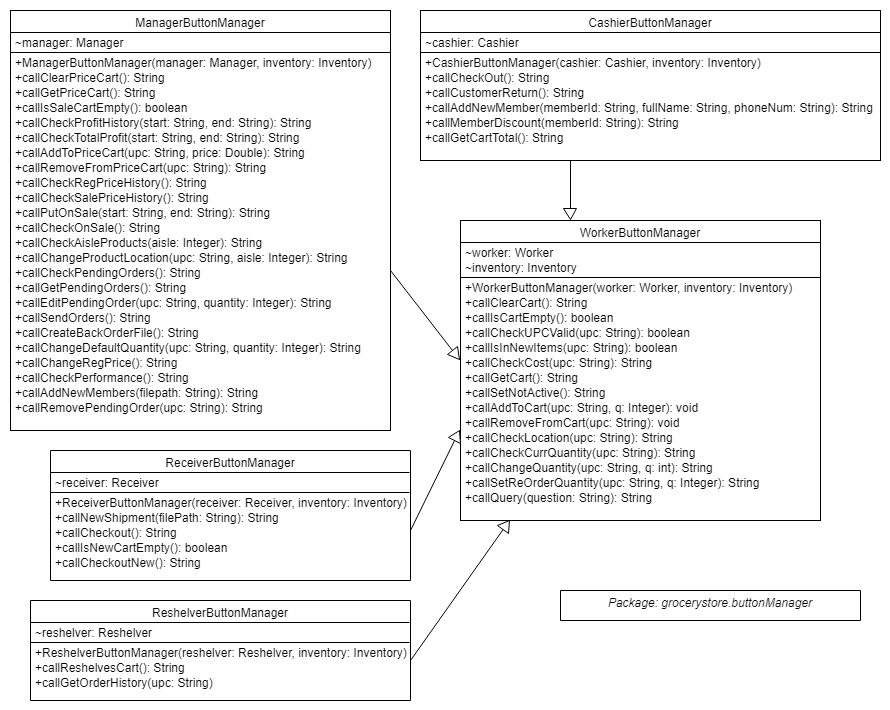 ManagerButtonManager
~manager: Manager
+ManagerButtonManager(manager: Manager, inventory: Inventory)
+callClearPriceCart(): String
+callGetPriceCart(): String
+callIsSaleCartEmpty(): boolean
+callCheckProfitHistory(start: String, end: String): String
+callCheckTotalProfit(start: String, end: String): String
+callAddToPriceCart(upc: String, price: Double): String
+callRemoveFromPriceCart(upc: String): String
+callCheckRegPriceHistory(): String
+callCheckSalePriceHistory(): String
+callPutOnSale(start: String, end: String): String
+callCheckOnSale(): String
+callCheckAisleProducts(aisle: Integer): String
+callChangeProductLocation(upc: String, aisle: Integer): String
+callCheckPendingOrders(): String
+callGetPendingOrders(): String
+callEditPendingOrder(upc: String, quantity: Integer): String
+callSendOrders(): String
+callCreateBackOrderFile(): String
+callChangeDefaultQuantity(upc: String, quantity: Integer): String
+callChangeRegPrice(): String
+callCheckPerformance(): String
+callAddNewMembers(filepath: String): String
+callRemovePendingOrder(upc: String): String
CashierButtonManager
~cashier: Cashier
+CashierButtonManager(cashier: Cashier, inventory: Inventory)
+callCheckOut(): String
+callCustomerReturn(): String
+callAddNewMember(memberId: String, fullName: String, phoneNum: String): String
+callMemberDiscount(memberId: String): String
+callGetCartTotal(): String
WorkerButtonManager
~worker: Worker
~inventory: Inventory
+WorkerButtonManager(worker: Worker, inventory: Inventory)
+callClearCart(): String
+callIsCartEmpty(): boolean
+callCheckUPCValid(upc: String): boolean
+callIsInNewItems(upc: String): boolean
+callCheckCost(upc: String): String
+callGetCart(): String
+callSetNotActive(): String
+callAddToCart(upc: String, q: Integer): void
+callRemoveFromCart(upc: String): void
+callCheckLocation(upc: String): String
+callCheckCurrQuantity(upc: String): String
+callChangeQuantity(upc: String, q: int): String
+callSetReOrderQuantity(upc: String, q: Integer): String
+callQuery(question: String): String
ReceiverButtonManager
~receiver: Receiver
+ReceiverButtonManager(receiver: Receiver, inventory: Inventory)
+callNewShipment(filePath: String): String
+callCheckout(): String
+callIsNewCartEmpty(): boolean
+callCheckoutNew(): String
ReshelverButtonManager
~reshelver: Reshelver
+ReshelverButtonManager(reshelver: Reshelver, inventory: Inventory)
+callReshelvesCart(): String
+callGetOrderHistory(upc: String)
Package: grocerystore.buttonManager